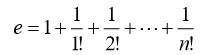 e = 1 + 1/1! + 1/2! + ⋯ + 1/n!